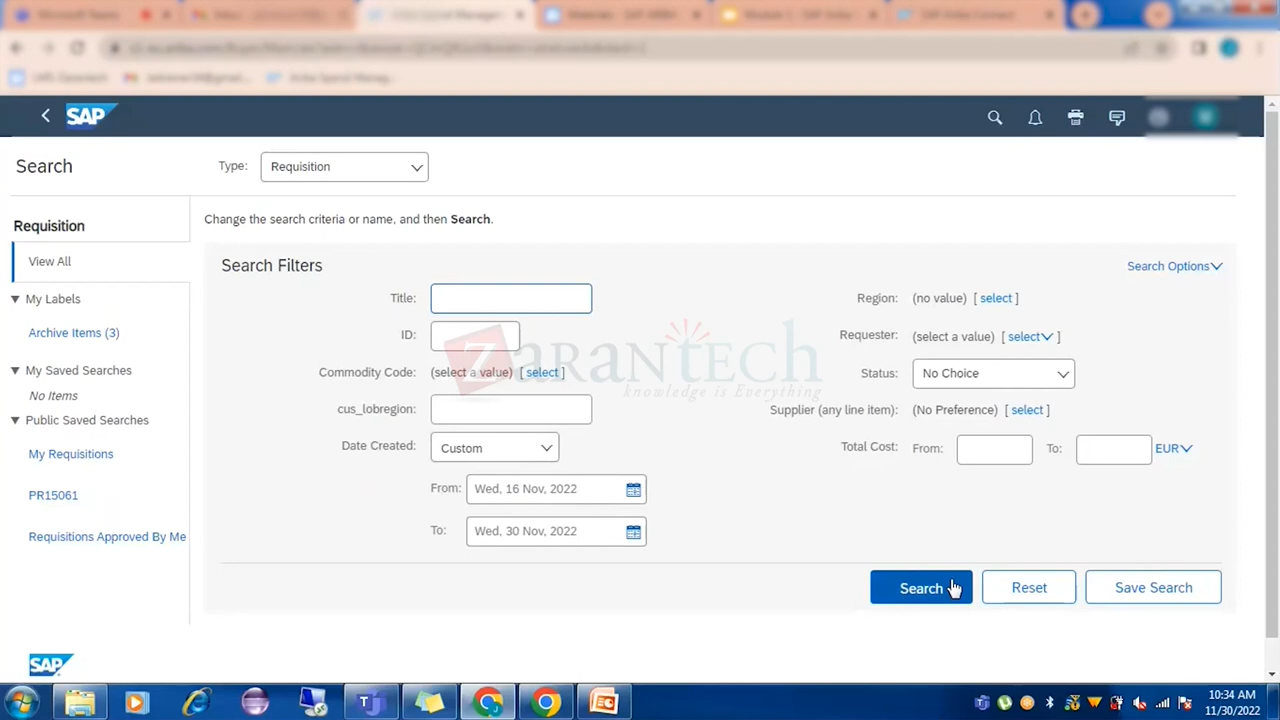 SAP
Search
Type: Requisition
Requisition
View All
My Labels
Archive Items (3)
My Saved Searches
No Items
Public Saved Searches
My Requisitions
PR15061
Requisitions Approved By Me
Change the search criteria or name, and then Search.
Search Filters
Search Options
Title:
ID:
Commodity Code: (select a value) [ select ]
cus_lobregion:
Date Created: Custom
From: Wed, 16 Nov, 2022
To: Wed, 30 Nov, 2022
Region: (no value) [ select ]
Requester: (select a value) [ select ]
Status: No Choice
Supplier (any line item): (No Preference) [ select ]
Total Cost: From: To: EUR
ZARANTECH
knowledge is Everything
Search Reset Save Search
SAP
10:34 AM
11/30/2022